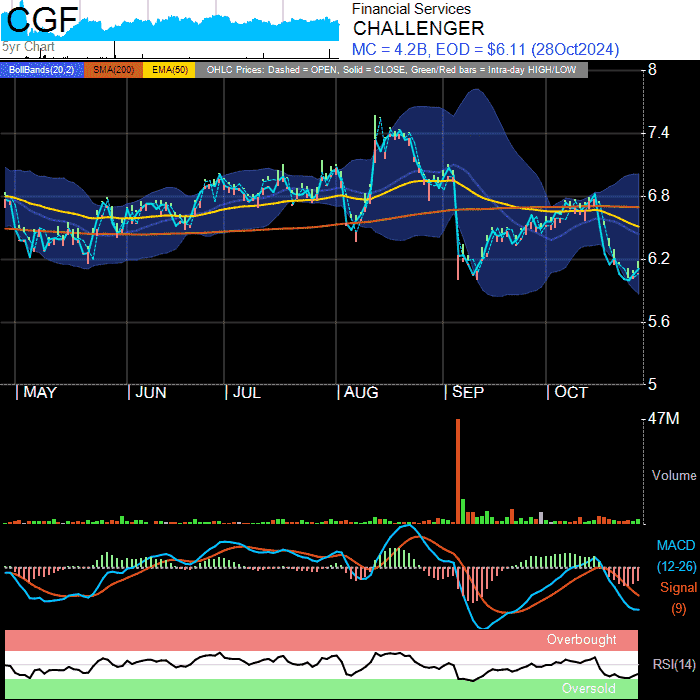 CGF
5yr Chart
Financial Services
CHALLENGER
MC = 4.2B, EOD = $6.11 (28Oct2024)
BollBands(20,2) SMA(200) EMA(50) OHLC Prices: Dashed = OPEN, Solid = CLOSE, Green/Red bars = Intra-day HIGH/LOW
8
7.4
6.8
6.2
5.6
5
MAY JUN JUL AUG SEP OCT
47M
Volume
MACD
(12-26)
Signal
(9)
Overbought
RSI(14)
Oversold